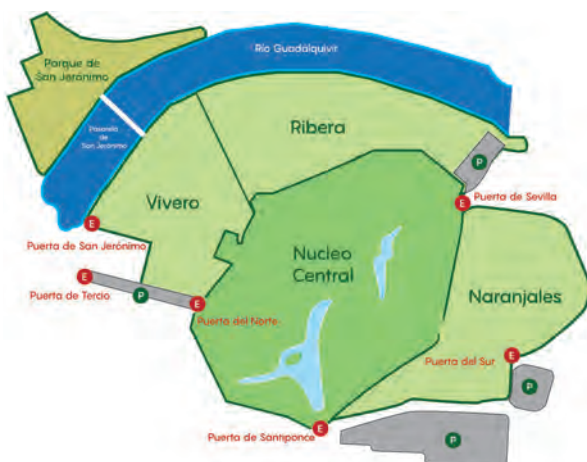 Río Guadalquivir
Parque de
San Jerónimo
Pasarela
de
San Jerónimo
Ribera
P
E
Puerta de Sevilla
Vivero
E
Puerta de San Jerónimo
Nucleo
Central
Naranjales
E
Puerta de Tercio
P
E
Puerta del Norte
Puerta del Sur
E
P
Puerta de Santiponce
E
P